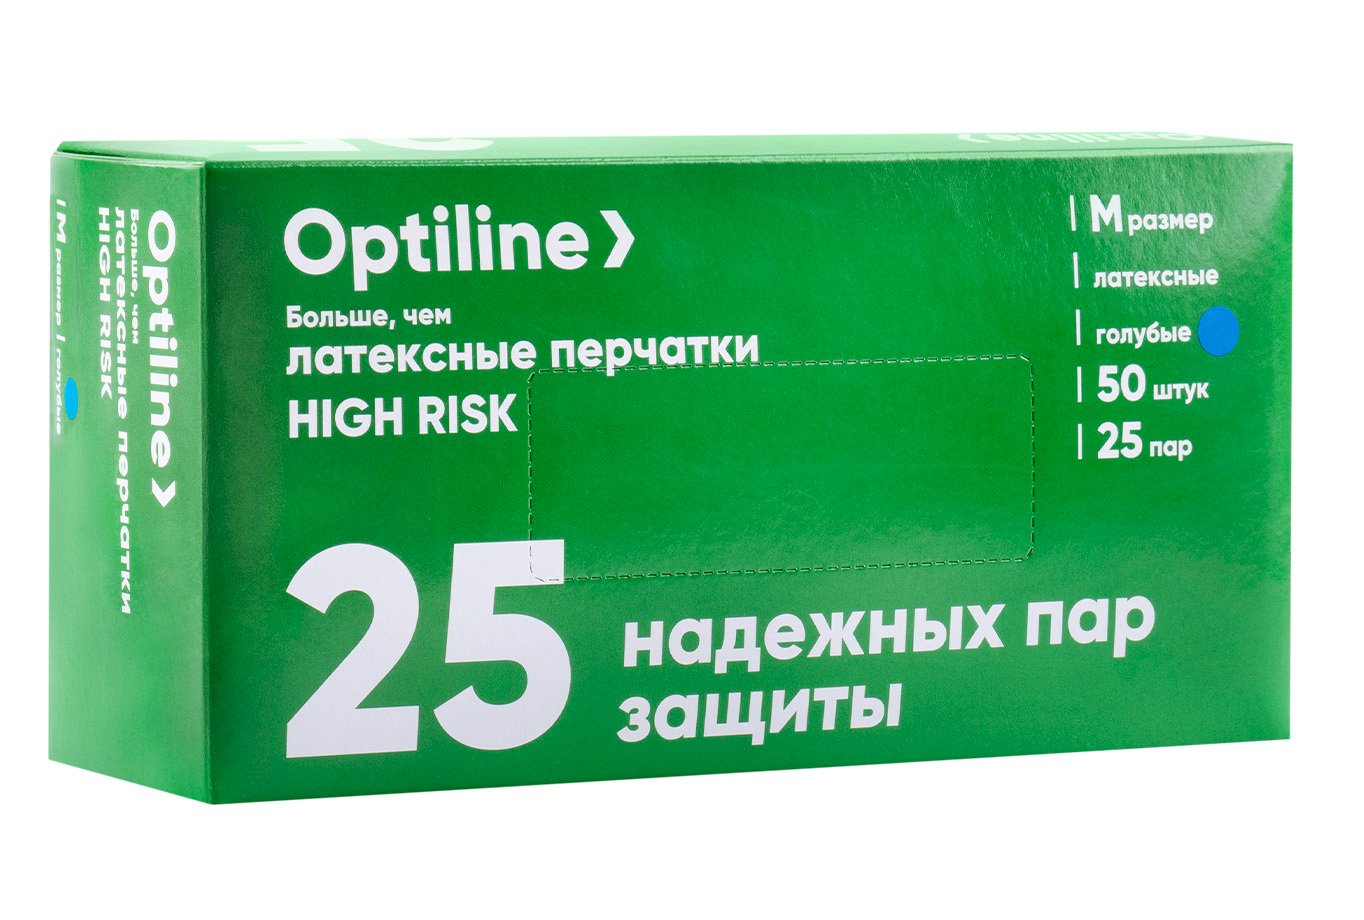 Optiline
Optiline
Больше, чем
латексные перчатки
HIGH RISK
| M размер | голубые
Optiline
Больше, чем
латексные перчатки
HIGH RISK
| M размер
| латексные
| голубые
| 50 штук
| 25 пар
25 надежных пар
защиты